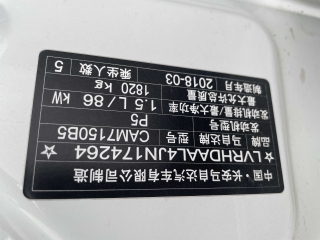 中国·长安马自达汽车有限公司制造
☆LVRHDAAL4JN174264☆
品牌 马自达牌 型号 CAM7150B5
发动机型号 P5
发动机排量/最大净功率 1.5 L / 86 kW
最大允许总质量 1820 kg
制造年月 2018-03 乘坐人数 5